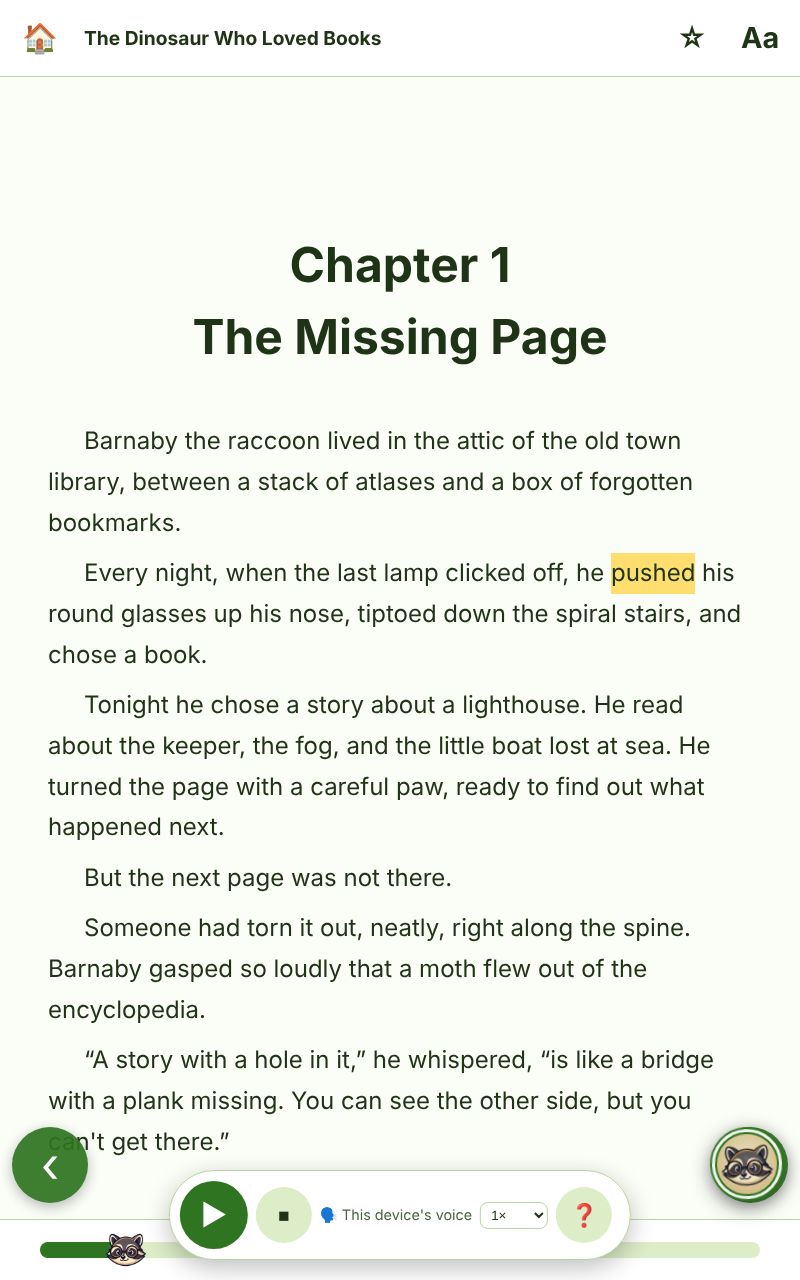 The Dinosaur Who Loved Books
Aa
Chapter 1
The Missing Page
Barnaby the raccoon lived in the attic of the old town
library, between a stack of atlases and a box of forgotten
bookmarks.
Every night, when the last lamp clicked off, he pushed his
round glasses up his nose, tiptoed down the spiral stairs, and
chose a book.
Tonight he chose a story about a lighthouse. He read
about the keeper, the fog, and the little boat lost at sea. He
turned the page with a careful paw, ready to find out what
happened next.
But the next page was not there.
Someone had torn it out, neatly, right along the spine.
Barnaby gasped so loudly that a moth flew out of the
encyclopedia.
“A story with a hole in it,” he whispered, “is like a bridge
with a plank missing. You can see the other side, but you
can't get there.”
This device's voice
1×